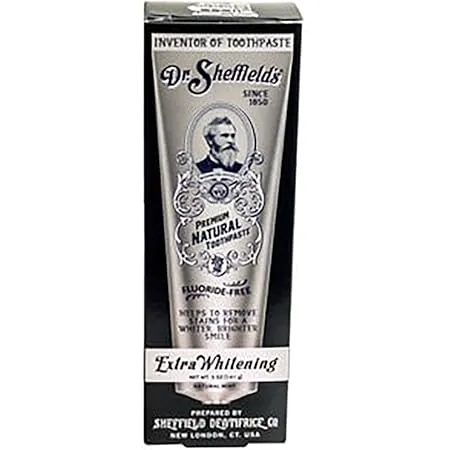 INVENTOR OF TOOTHPASTE
Dr. Sheffield's
SINCE
1850
PREMIUM
NATURAL
TOOTHPASTE
FLUORIDE-FREE
HELPS TO REMOVE
STAINS FOR A
WHITER, BRIGHTER
SMILE
Extra Whitening
NATURAL MINT
PREPARED BY
SHEFFIELD DENTIFRICE CO
NEW LONDON, CT. USA